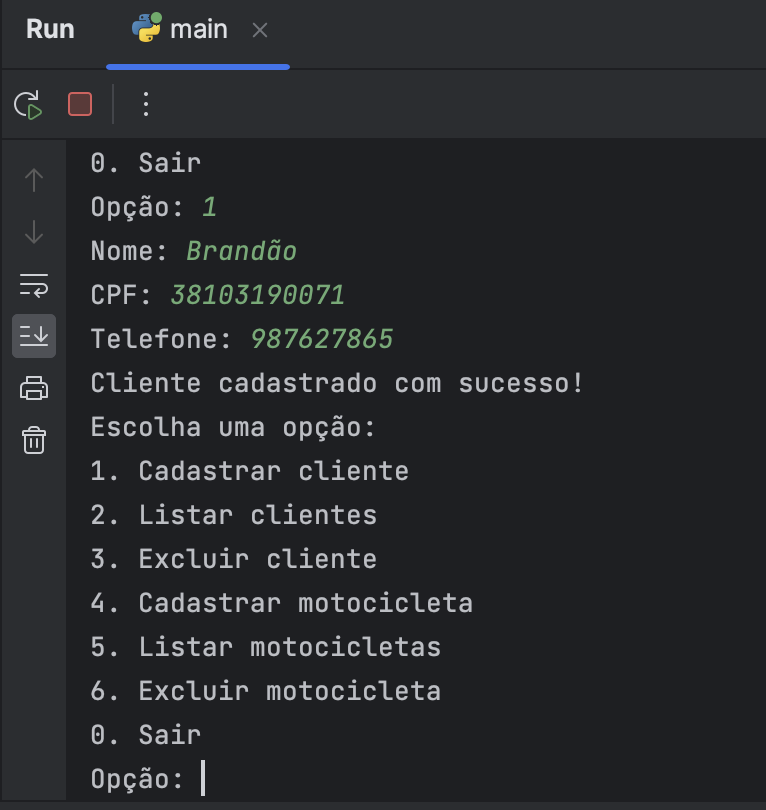 Run main
0. Sair
Opção: 1
Nome: Brandão
CPF: 38103190071
Telefone: 987627865
Cliente cadastrado com sucesso!
Escolha uma opção:
1. Cadastrar cliente
2. Listar clientes
3. Excluir cliente
4. Cadastrar motocicleta
5. Listar motocicletas
6. Excluir motocicleta
0. Sair
Opção: